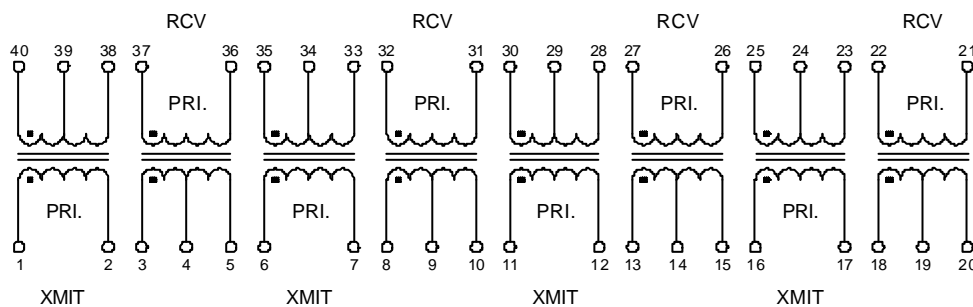 RCV RCV RCV RCV
40 39 38 37 36 35 34 33 32 31 30 29 28 27 26 25 24 23 22 21
PRI. PRI. PRI. PRI.
PRI. PRI. PRI. PRI.
1 2 3 4 5 6 7 8 9 10 11 12 13 14 15 16 17 18 19 20
XMIT XMIT XMIT XMIT